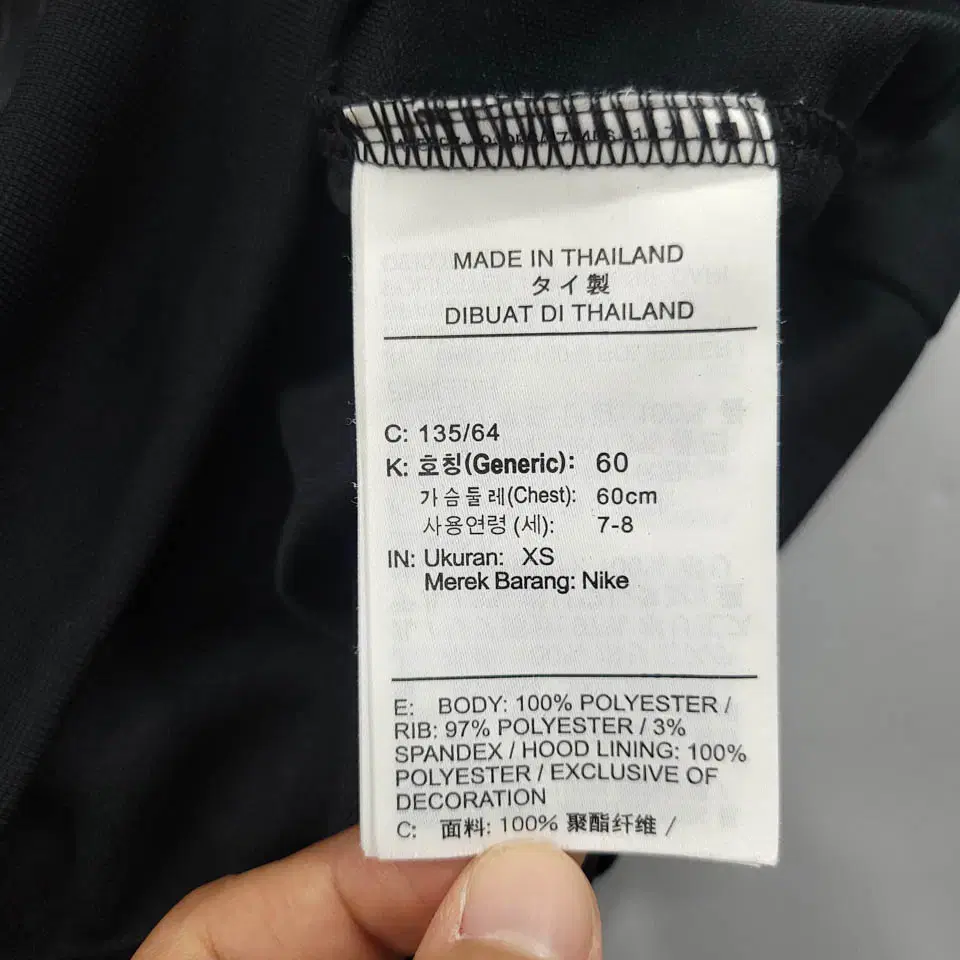 MADE IN THAILAND
タイ製
DIBUAT DI THAILAND
C: 135/64
K: 호칭(Generic): 60
가슴둘레(Chest): 60cm
사용연령(세): 7-8
IN: Ukuran: XS
Merek Barang: Nike
E: BODY: 100% POLYESTER /
RIB: 97% POLYESTER / 3%
SPANDEX / HOOD LINING: 100%
POLYESTER / EXCLUSIVE OF
DECORATION
C: 面料: 100% 聚酯纤维 /